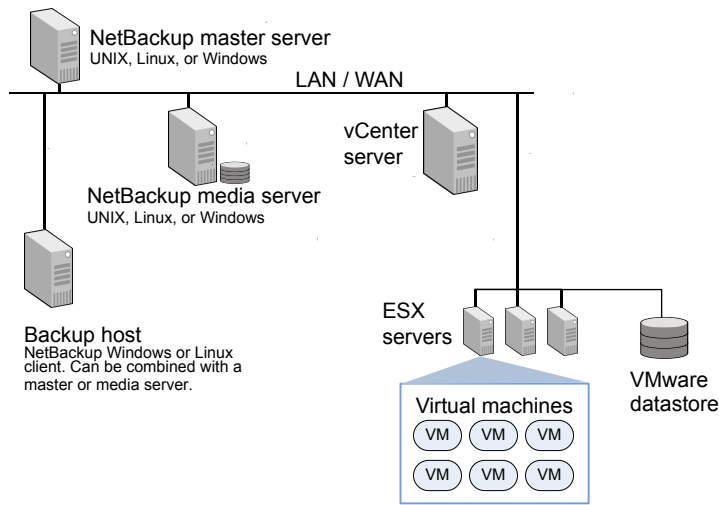 NetBackup master server
UNIX, Linux, or Windows
LAN / WAN
vCenter
server
NetBackup media server
UNIX, Linux, or Windows
Backup host
NetBackup Windows or Linux
client. Can be combined with a
master or media server.
ESX
servers
VMware
datastore
Virtual machines
VM VM VM
VM VM VM